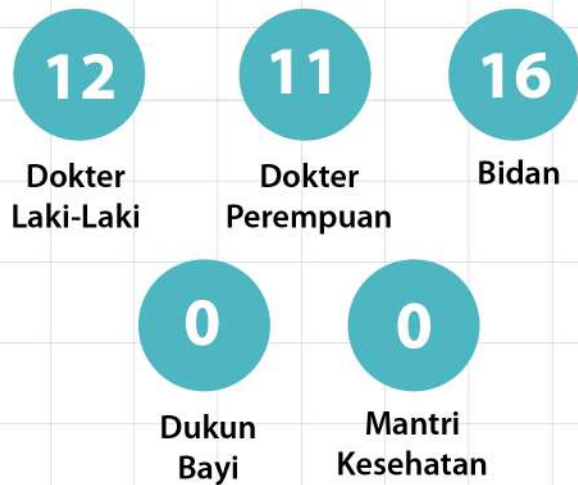 12
11
16
Dokter
Laki-Laki
Dokter
Perempuan
Bidan
0
0
Dukun
Bayi
Mantri
Kesehatan